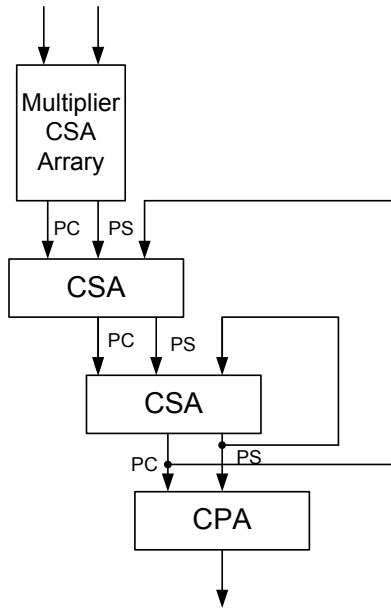 Multiplier
CSA
Arrary
PC PS
CSA
PC PS
CSA
PC PS
CPA